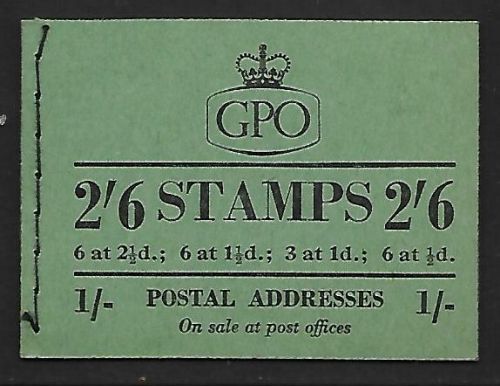 GPO
2'6 STAMPS 2'6
6 at 2½d.; 6 at 1½d.; 3 at 1d.; 6 at ½d.
1/- POSTAL ADDRESSES 1/-
On sale at post offices